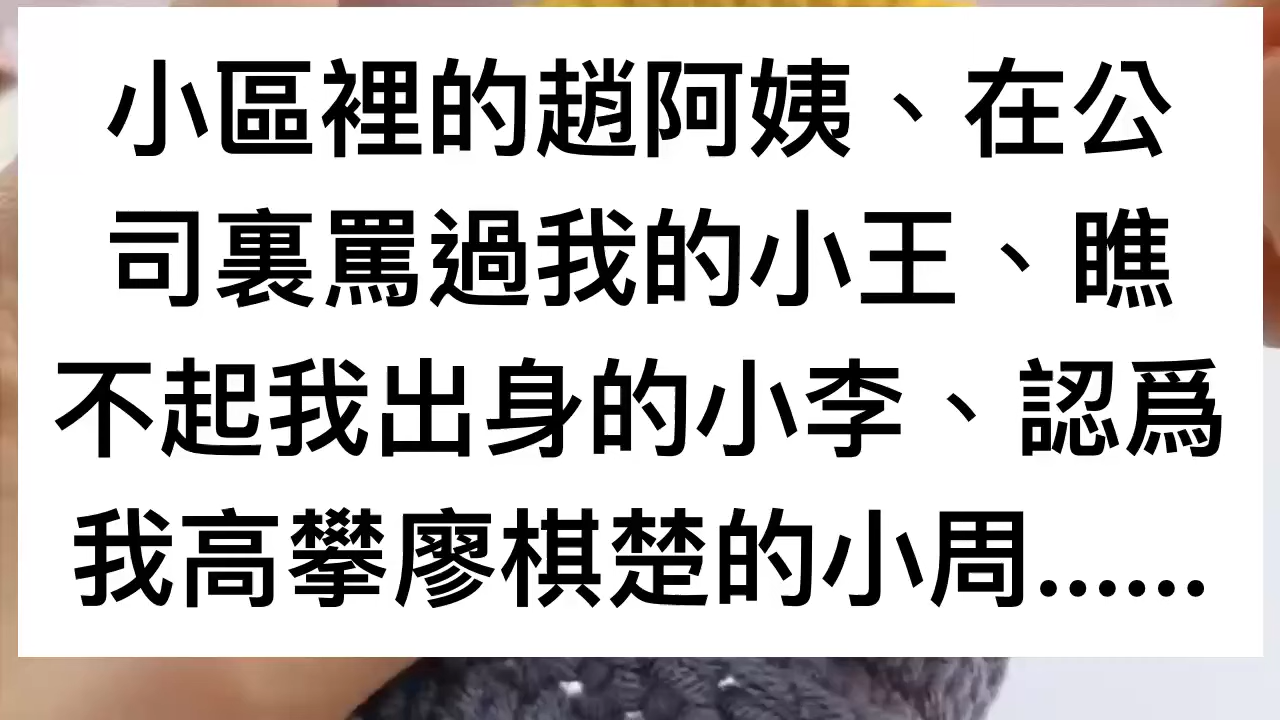 小區裡的趙阿姨、在公
司裏罵過我的小王、瞧
不起我出身的小李、認爲
我高攀廖棋楚的小周......